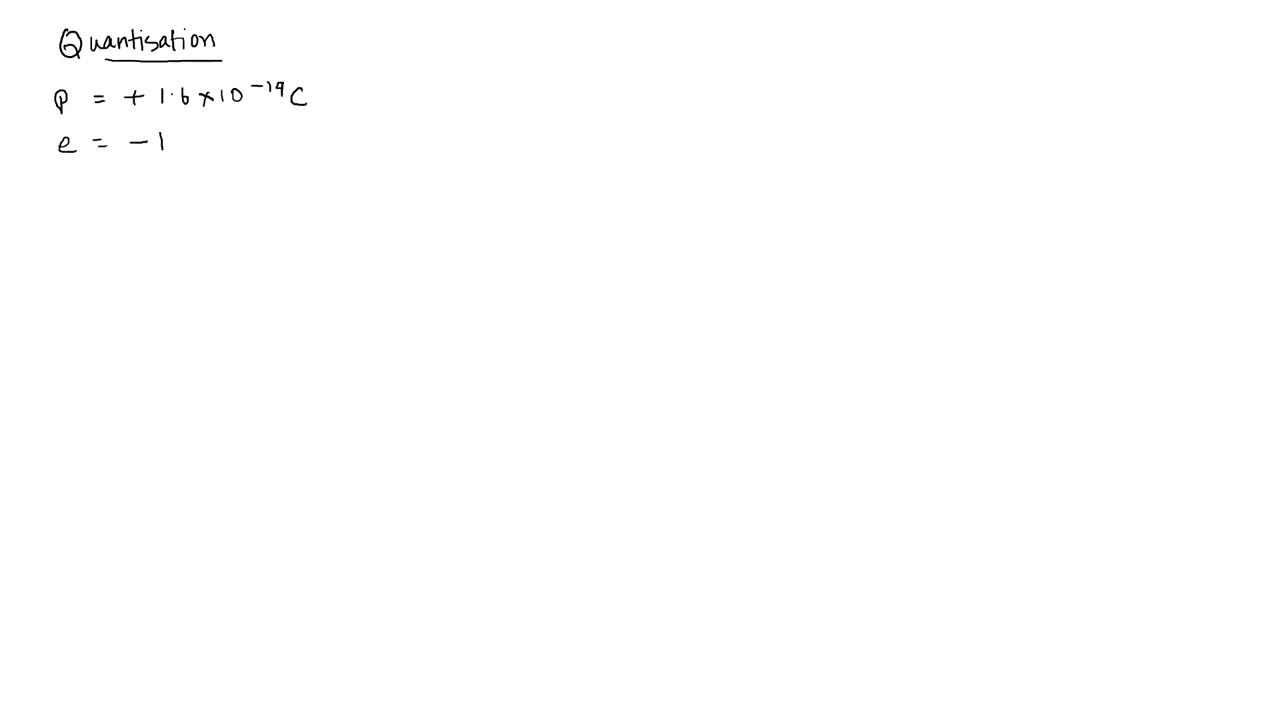 Quantisation
p = + 1.6 × 10⁻¹⁹ C
e = - 1